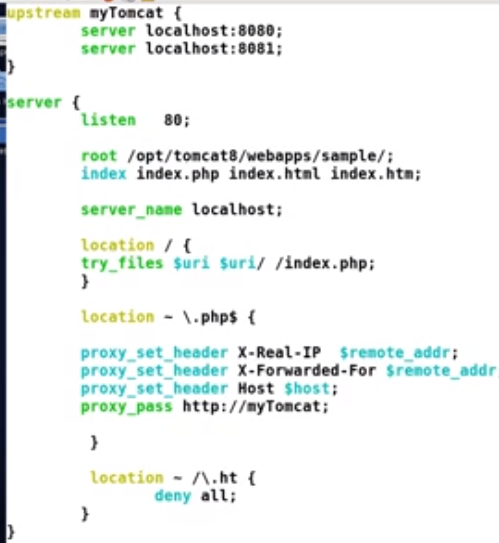 upstream myTomcat {
server localhost:8080;
server localhost:8081;
}
server {
listen 80;
root /opt/tomcat8/webapps/sample/;
index index.php index.html index.htm;
server_name localhost;
location / {
try_files $uri $uri/ /index.php;
}
location ~ \.php$ {
proxy_set_header X-Real-IP $remote_addr;
proxy_set_header X-Forwarded-For $remote_addr
proxy_set_header Host $host;
proxy_pass http://myTomcat;
}
location ~ /\.ht {
deny all;
}
}